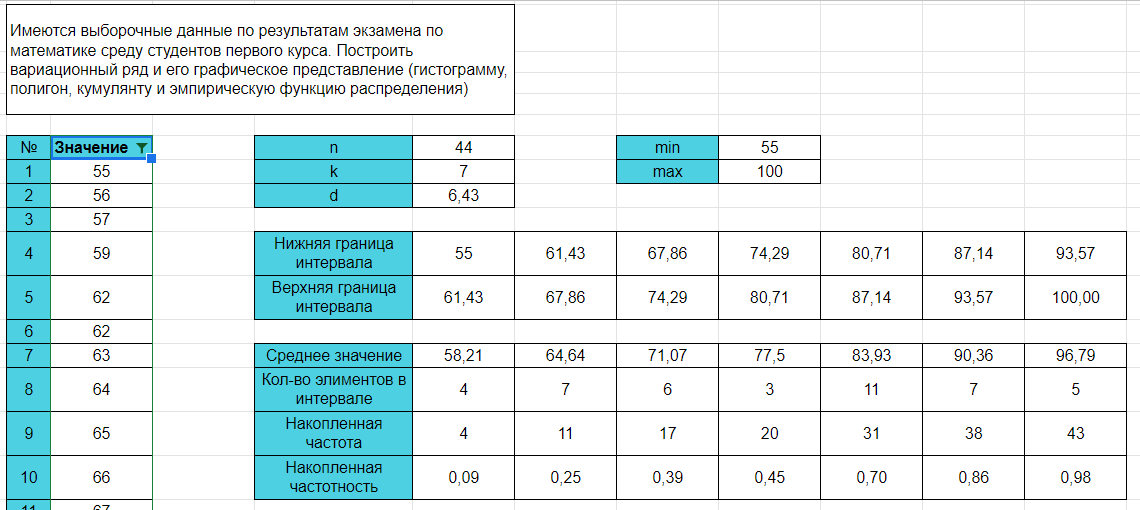 Имеются выборочные данные по результатам экзамена по
математике среду студентов первого курса. Построить
вариационный ряд и его графическое представление (гистограмму,
полигон, кумулянту и эмпирическую функцию распределения)
№ Значение n 44 min 55
1 55 k 7 max 100
2 56 d 6,43
3 57
4 59 Нижняя граница
интервала 55 61,43 67,86 74,29 80,71 87,14 93,57
5 62 Верхняя граница
интервала 61,43 67,86 74,29 80,71 87,14 93,57 100,00
6 62
7 63 Среднее значение 58,21 64,64 71,07 77,5 83,93 90,36 96,79
8 64 Кол-во элиментов в
интервале 4 7 6 3 11 7 5
9 65 Накопленная
частота 4 11 17 20 31 38 43
10 66 Накопленная
частотность 0,09 0,25 0,39 0,45 0,70 0,86 0,98
11 67